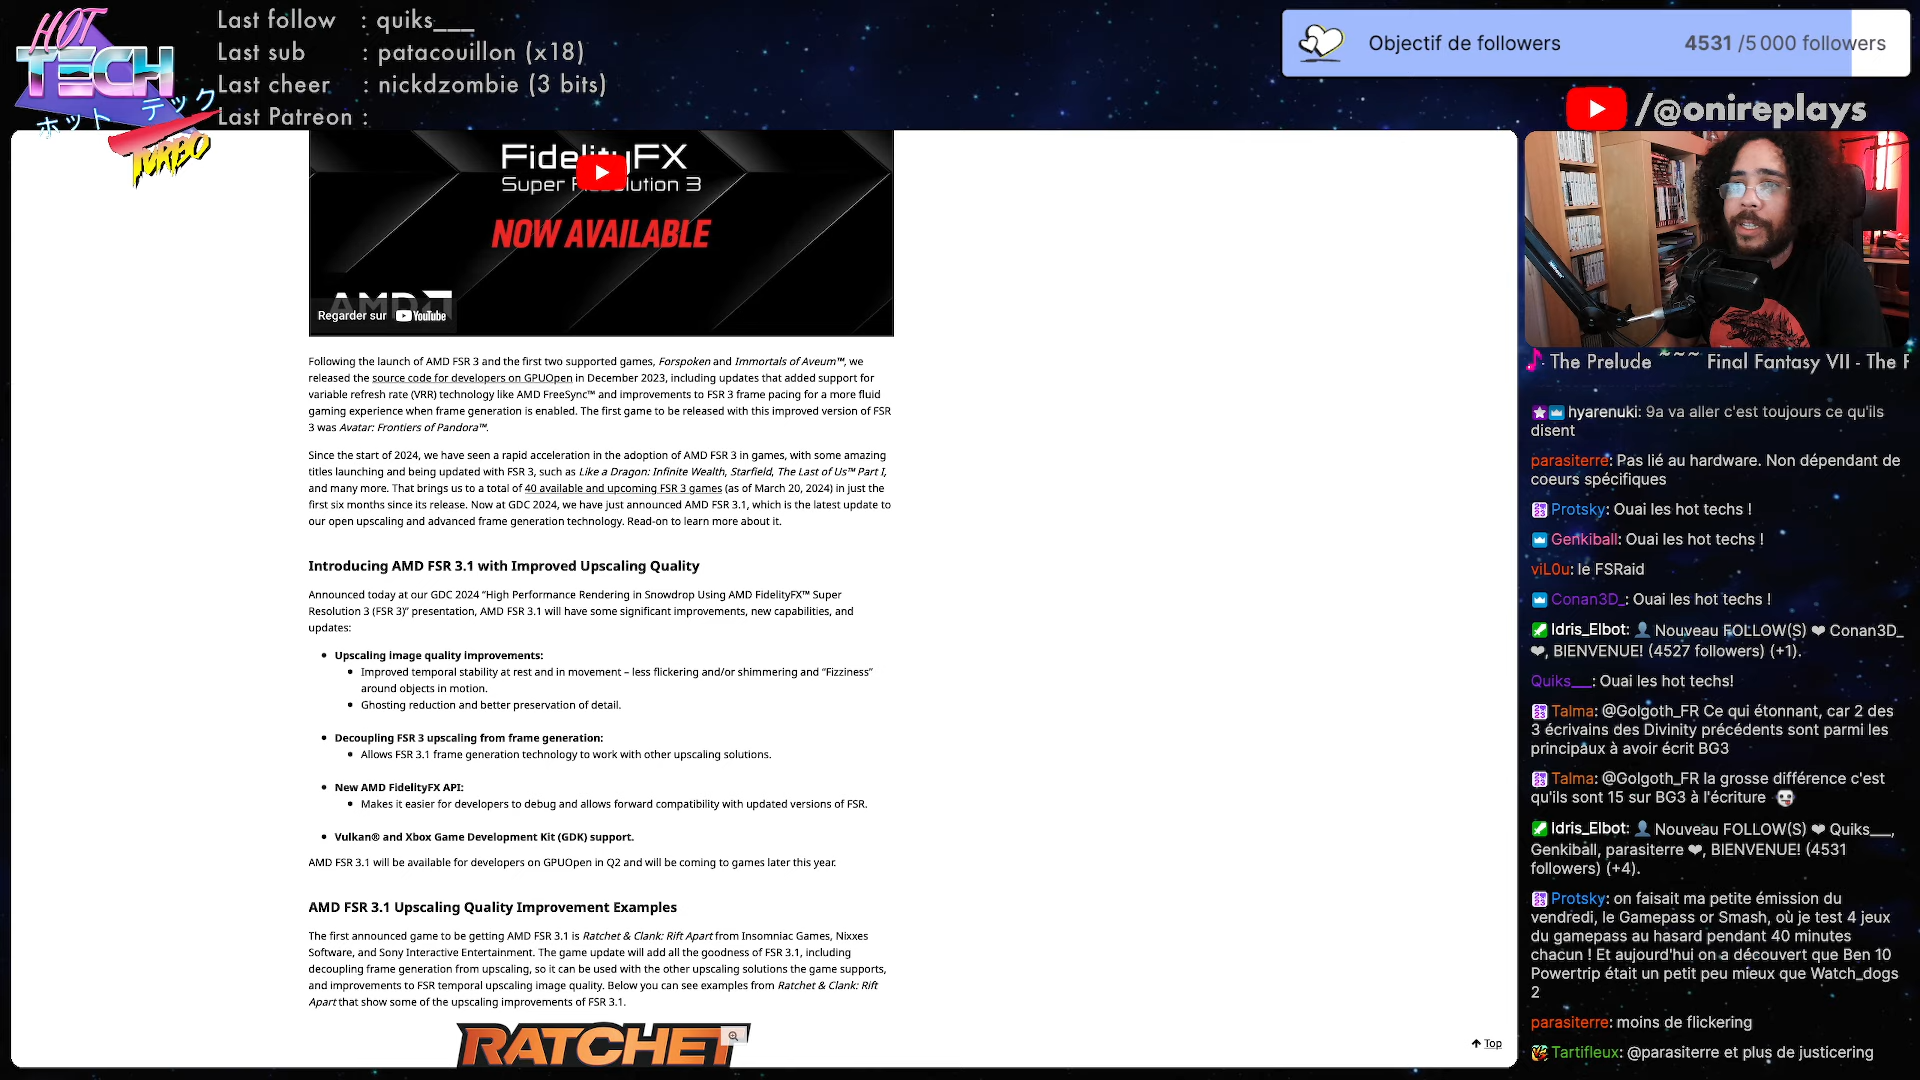 HOT
TECH
ホット テック
TURBO
Last follow : quiks___
Last sub : patacouillon (x18)
Last cheer : nickdzombie (3 bits)
Last Patreon :
Objectif de followers 4531 /5 000 followers
/@onireplays
FidelityFX
Super Resolution 3
NOW AVAILABLE
AMD
Regarder sur YouTube
Following the launch of AMD FSR 3 and the first two supported games, Forspoken and Immortals of Aveum™, we
released the source code for developers on GPUOpen in December 2023, including updates that added support for
variable refresh rate (VRR) technology like AMD FreeSync™ and improvements to FSR 3 frame pacing for a more fluid
gaming experience when frame generation is enabled. The first game to be released with this improved version of FSR
3 was Avatar: Frontiers of Pandora™.
Since the start of 2024, we have seen a rapid acceleration in the adoption of AMD FSR 3 in games, with some amazing
titles launching and being updated with FSR 3, such as Like a Dragon: Infinite Wealth, Starfield, The Last of Us™ Part I,
and many more. That brings us to a total of 40 available and upcoming FSR 3 games (as of March 20, 2024) in just the
first six months since its release. Now at GDC 2024, we have just announced AMD FSR 3.1, which is the latest update to
our open upscaling and advanced frame generation technology. Read-on to learn more about it.
Introducing AMD FSR 3.1 with Improved Upscaling Quality
Announced today at our GDC 2024 “High Performance Rendering in Snowdrop Using AMD FidelityFX™ Super
Resolution 3 (FSR 3)” presentation, AMD FSR 3.1 will have some significant improvements, new capabilities, and
updates:
• Upscaling image quality improvements:
• Improved temporal stability at rest and in movement – less flickering and/or shimmering and “Fizziness”
around objects in motion.
• Ghosting reduction and better preservation of detail.
• Decoupling FSR 3 upscaling from frame generation:
• Allows FSR 3.1 frame generation technology to work with other upscaling solutions.
• New AMD FidelityFX API:
• Makes it easier for developers to debug and allows forward compatibility with updated versions of FSR.
• Vulkan® and Xbox Game Development Kit (GDK) support.
AMD FSR 3.1 will be available for developers on GPUOpen in Q2 and will be coming to games later this year.
AMD FSR 3.1 Upscaling Quality Improvement Examples
The first announced game to be getting AMD FSR 3.1 is Ratchet & Clank: Rift Apart from Insomniac Games, Nixxes
Software, and Sony Interactive Entertainment. The game update will add all the goodness of FSR 3.1, including
decoupling frame generation from upscaling, so it can be used with the other upscaling solutions the game supports,
and improvements to FSR temporal upscaling image quality. Below you can see examples from Ratchet & Clank: Rift
Apart that show some of the upscaling improvements of FSR 3.1.
RATCHET
Top
The Prelude ~~~ Final Fantasy VII - The F
hyarenuki: 9a va aller c'est toujours ce qu'ils
disent
parasiterre: Pas lié au hardware. Non dépendant de
coeurs spécifiques
Protsky: Ouai les hot techs !
Genkiball: Ouai les hot techs !
viL0u: le FSRaid
Conan3D_: Ouai les hot techs !
Idris_Elbot: 👤 Nouveau FOLLOW(S) ❤ Conan3D_
❤, BIENVENUE! (4527 followers) (+1).
Quiks___: Ouai les hot techs!
Talma: @Golgoth_FR Ce qui étonnant, car 2 des
3 écrivains des Divinity précédents sont parmi les
principaux à avoir écrit BG3
Talma: @Golgoth_FR la grosse différence c'est
qu'ils sont 15 sur BG3 à l'écriture
Idris_Elbot: 👤 Nouveau FOLLOW(S) ❤ Quiks___,
Genkiball, parasiterre ❤, BIENVENUE! (4531
followers) (+4).
Protsky: on faisait ma petite émission du
vendredi, le Gamepass or Smash, où je test 4 jeux
du gamepass au hasard pendant 40 minutes
chacun ! Et aujourd'hui on a découvert que Ben 10
Powertrip était un petit peu mieux que Watch_dogs
2
parasiterre: moins de flickering
Tartifleux: @parasiterre et plus de justicering